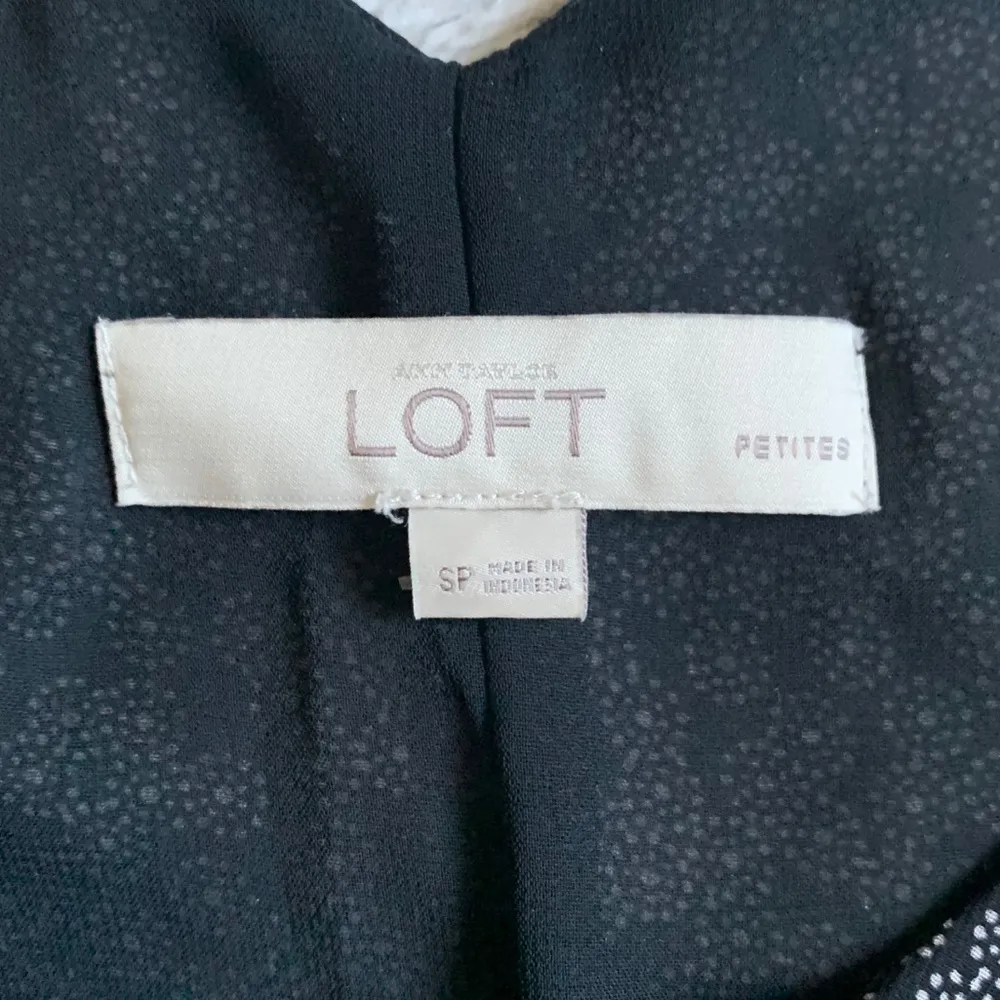 ANN TAYLOR
LOFT
PETITES
SP MADE IN
INDONESIA